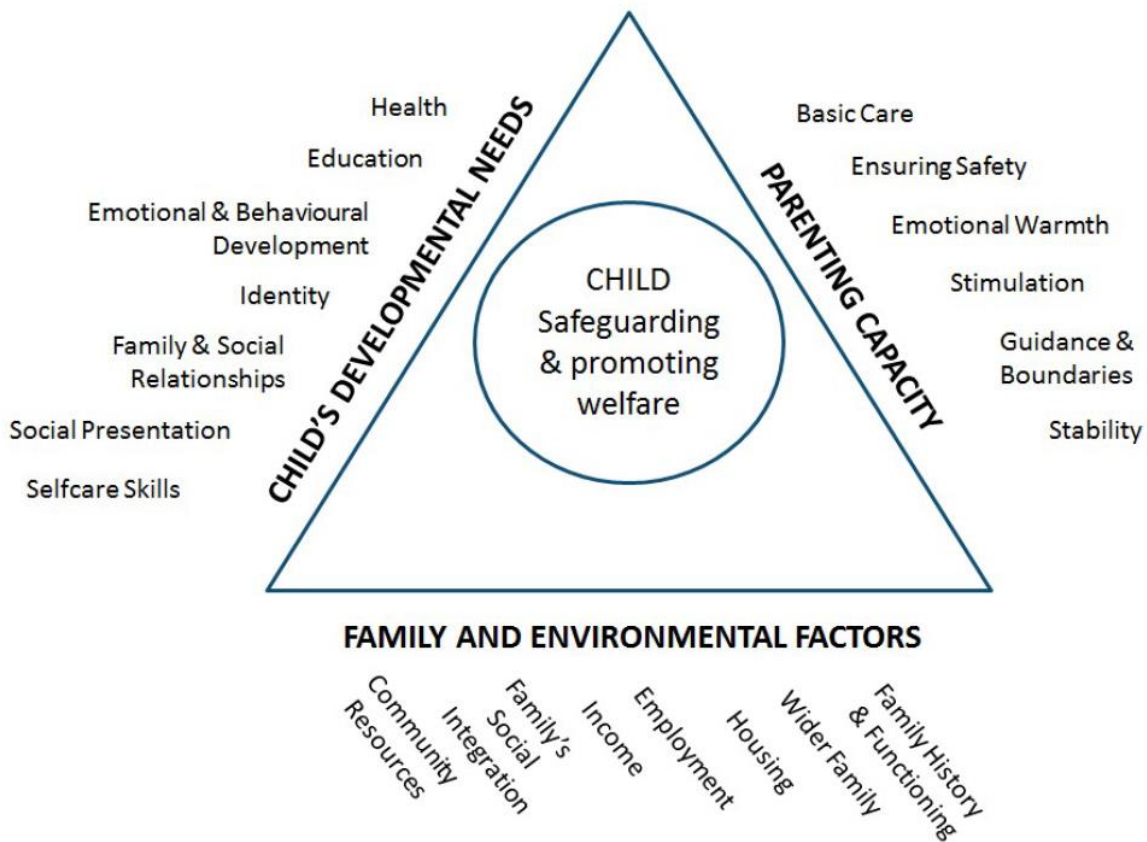 Health
Education
Emotional & Behavioural
Development
Identity
Family & Social
Relationships
Social Presentation
Selfcare Skills
CHILD'S DEVELOPMENTAL NEEDS
CHILD
Safeguarding
& promoting
welfare
PARENTING CAPACITY
Basic Care
Ensuring Safety
Emotional Warmth
Stimulation
Guidance &
Boundaries
Stability
FAMILY AND ENVIRONMENTAL FACTORS
Community
Resources
Family's
Social
Integration
Income
Employment
Housing
Wider Family
Family History
& Functioning